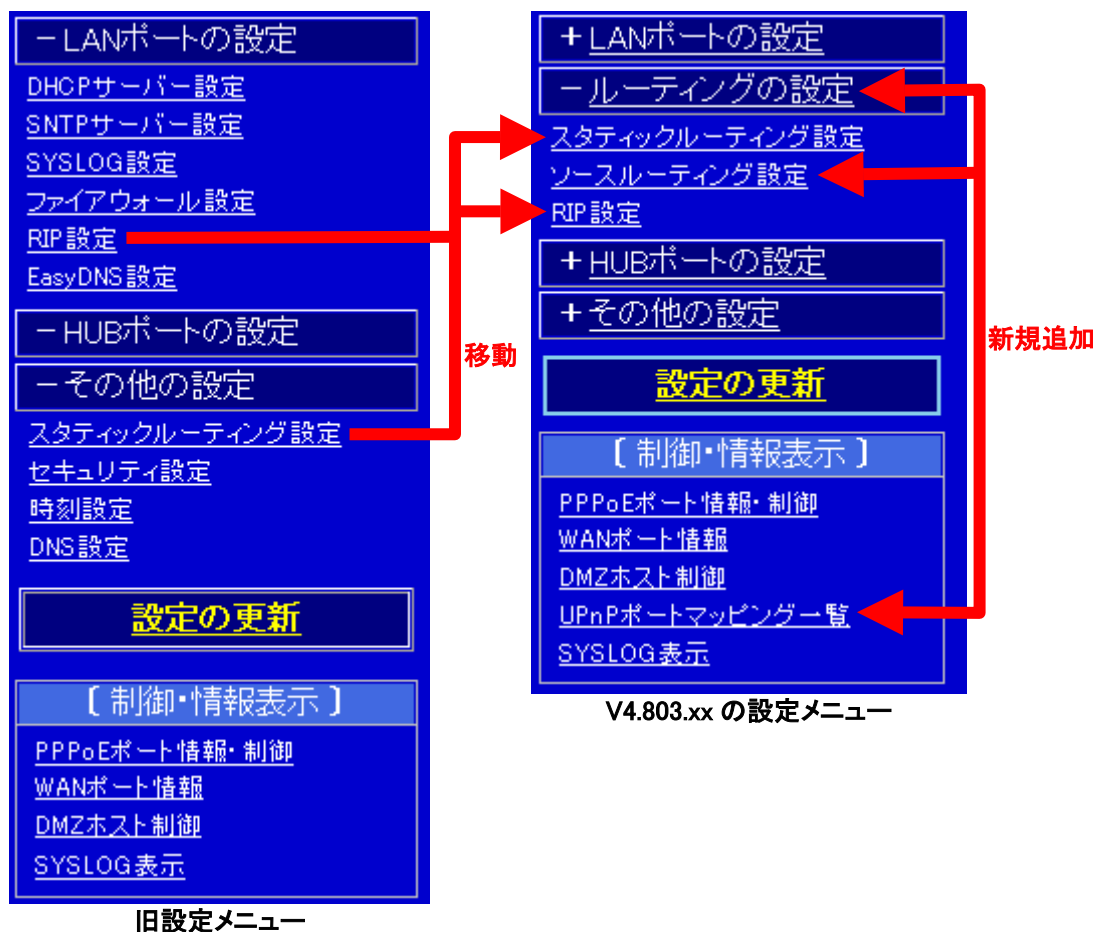 －LANポートの設定
DHCPサーバー設定
SNTPサーバー設定
SYSLOG設定
ファイアウォール設定
RIP設定
EasyDNS設定
－HUBポートの設定
－その他の設定
スタティックルーティング設定
セキュリティ設定
時刻設定
DNS設定
設定の更新
〔 制御・情報表示 〕
PPPoEポート情報・制御
WANポート情報
DMZホスト制御
SYSLOG表示
旧設定メニュー
移動
＋LANポートの設定
－ルーティングの設定
スタティックルーティング設定
ソースルーティング設定
RIP設定
＋HUBポートの設定
＋その他の設定
設定の更新
〔 制御・情報表示 〕
PPPoEポート情報・制御
WANポート情報
DMZホスト制御
UPnPポートマッピング一覧
SYSLOG表示
V4.803.xx の設定メニュー
新規追加